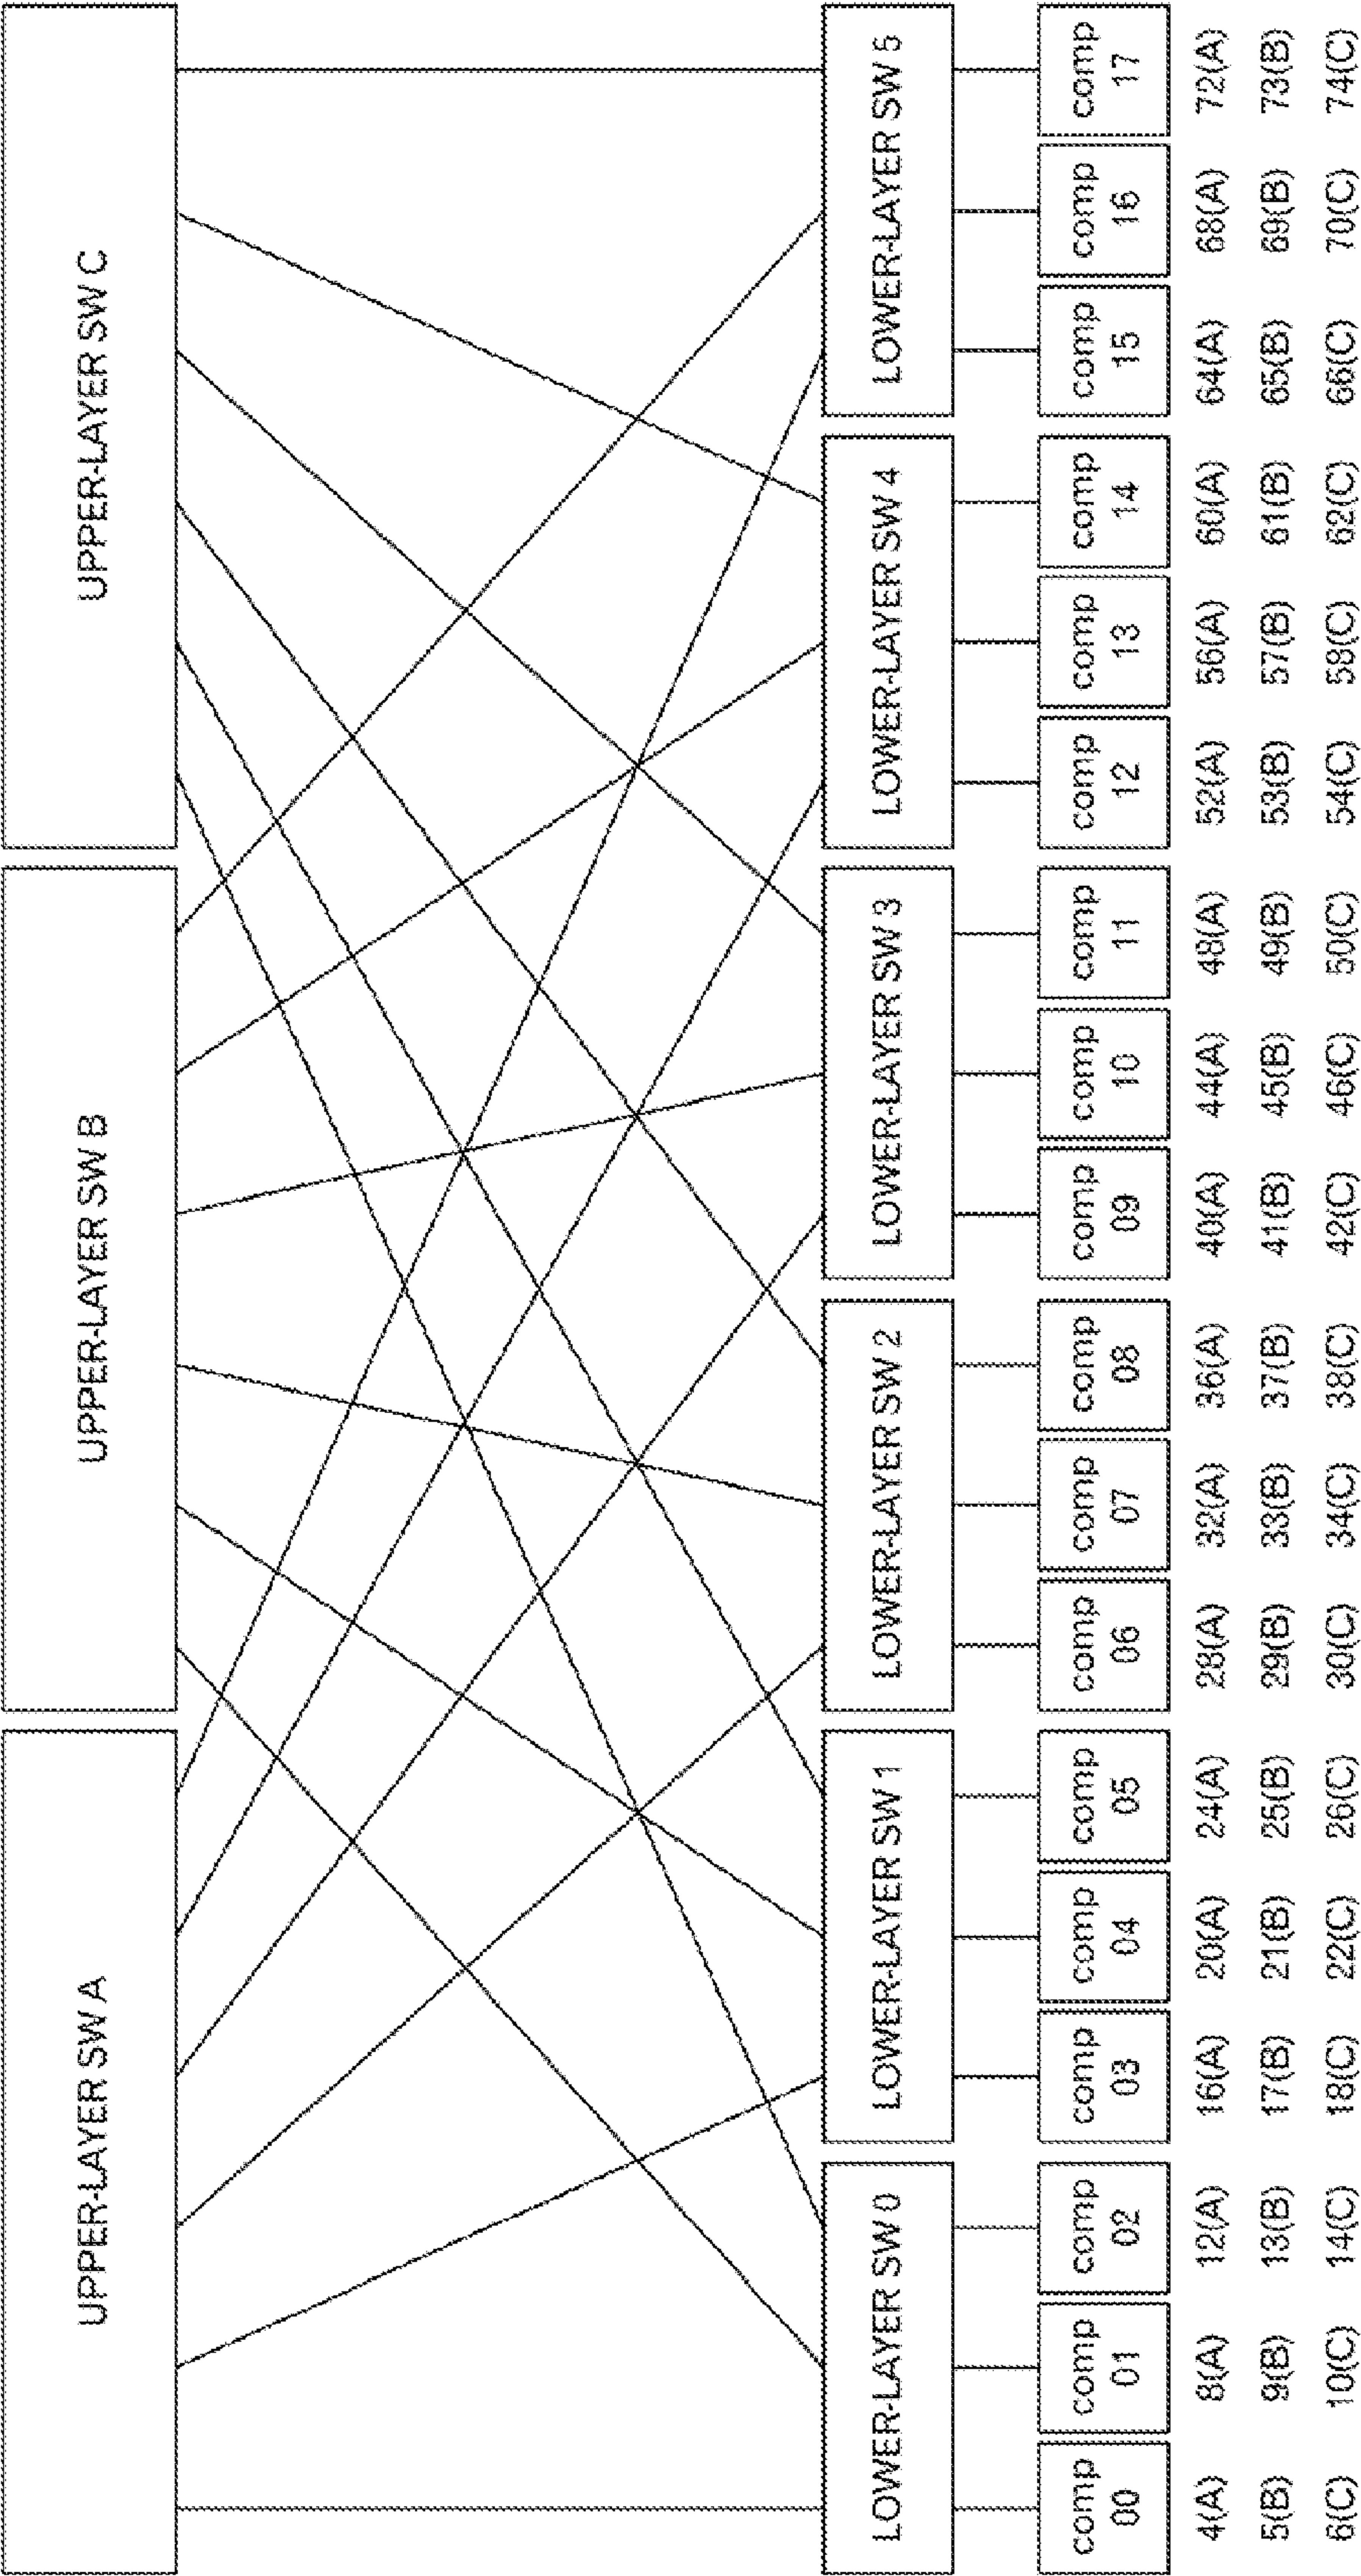 UPPER-LAYER SW A
UPPER-LAYER SW B
UPPER-LAYER SW C
LOWER-LAYER SW 0
LOWER-LAYER SW 1
LOWER-LAYER SW 2
LOWER-LAYER SW 3
LOWER-LAYER SW 4
LOWER-LAYER SW 5
comp
00
comp
01
comp
02
comp
03
comp
04
comp
05
comp
06
comp
07
comp
08
comp
09
comp
10
comp
11
comp
12
comp
13
comp
14
comp
15
comp
16
comp
17
4(A) 8(A) 12(A) 16(A) 20(A) 24(A) 28(A) 32(A) 36(A) 40(A) 44(A) 48(A) 52(A) 56(A) 60(A) 64(A) 68(A) 72(A)
5(B) 9(B) 13(B) 17(B) 21(B) 25(B) 29(B) 33(B) 37(B) 41(B) 45(B) 49(B) 53(B) 57(B) 61(B) 65(B) 69(B) 73(B)
6(C) 10(C) 14(C) 18(C) 22(C) 26(C) 30(C) 34(C) 38(C) 42(C) 46(C) 50(C) 54(C) 58(C) 62(C) 66(C) 70(C) 74(C)